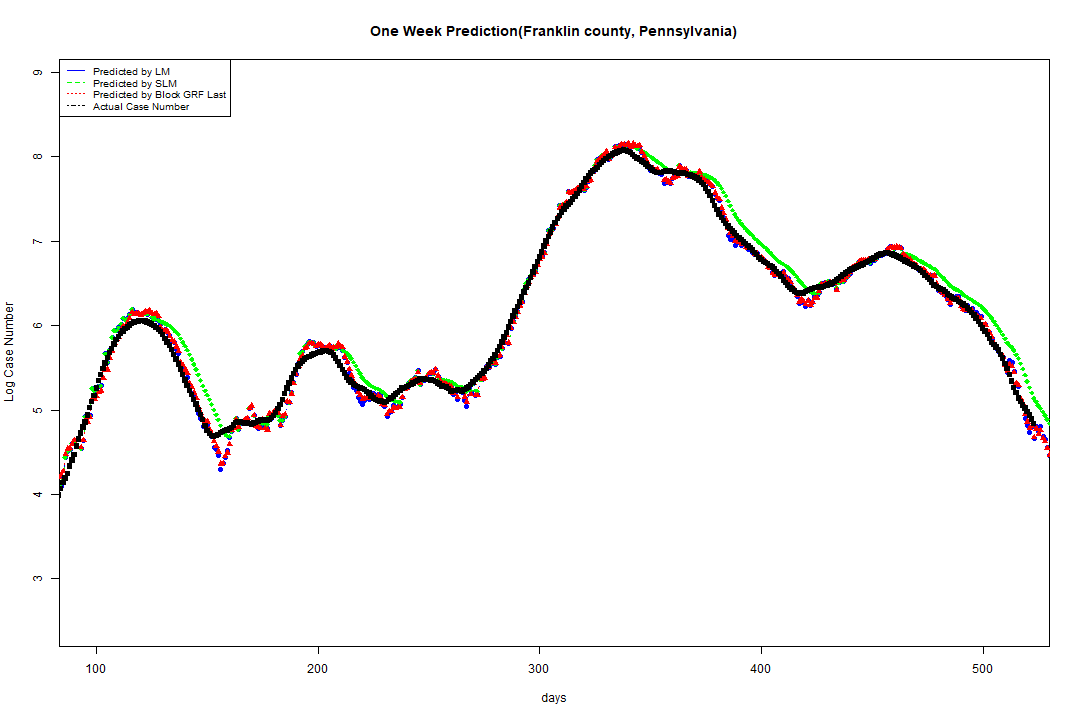 One Week Prediction(Franklin county, Pennsylvania)
Predicted by LM
Predicted by SLM
Predicted by Block GRF Last
Actual Case Number
Log Case Number
9
8
7
6
5
4
3
100 200 300 400 500
days